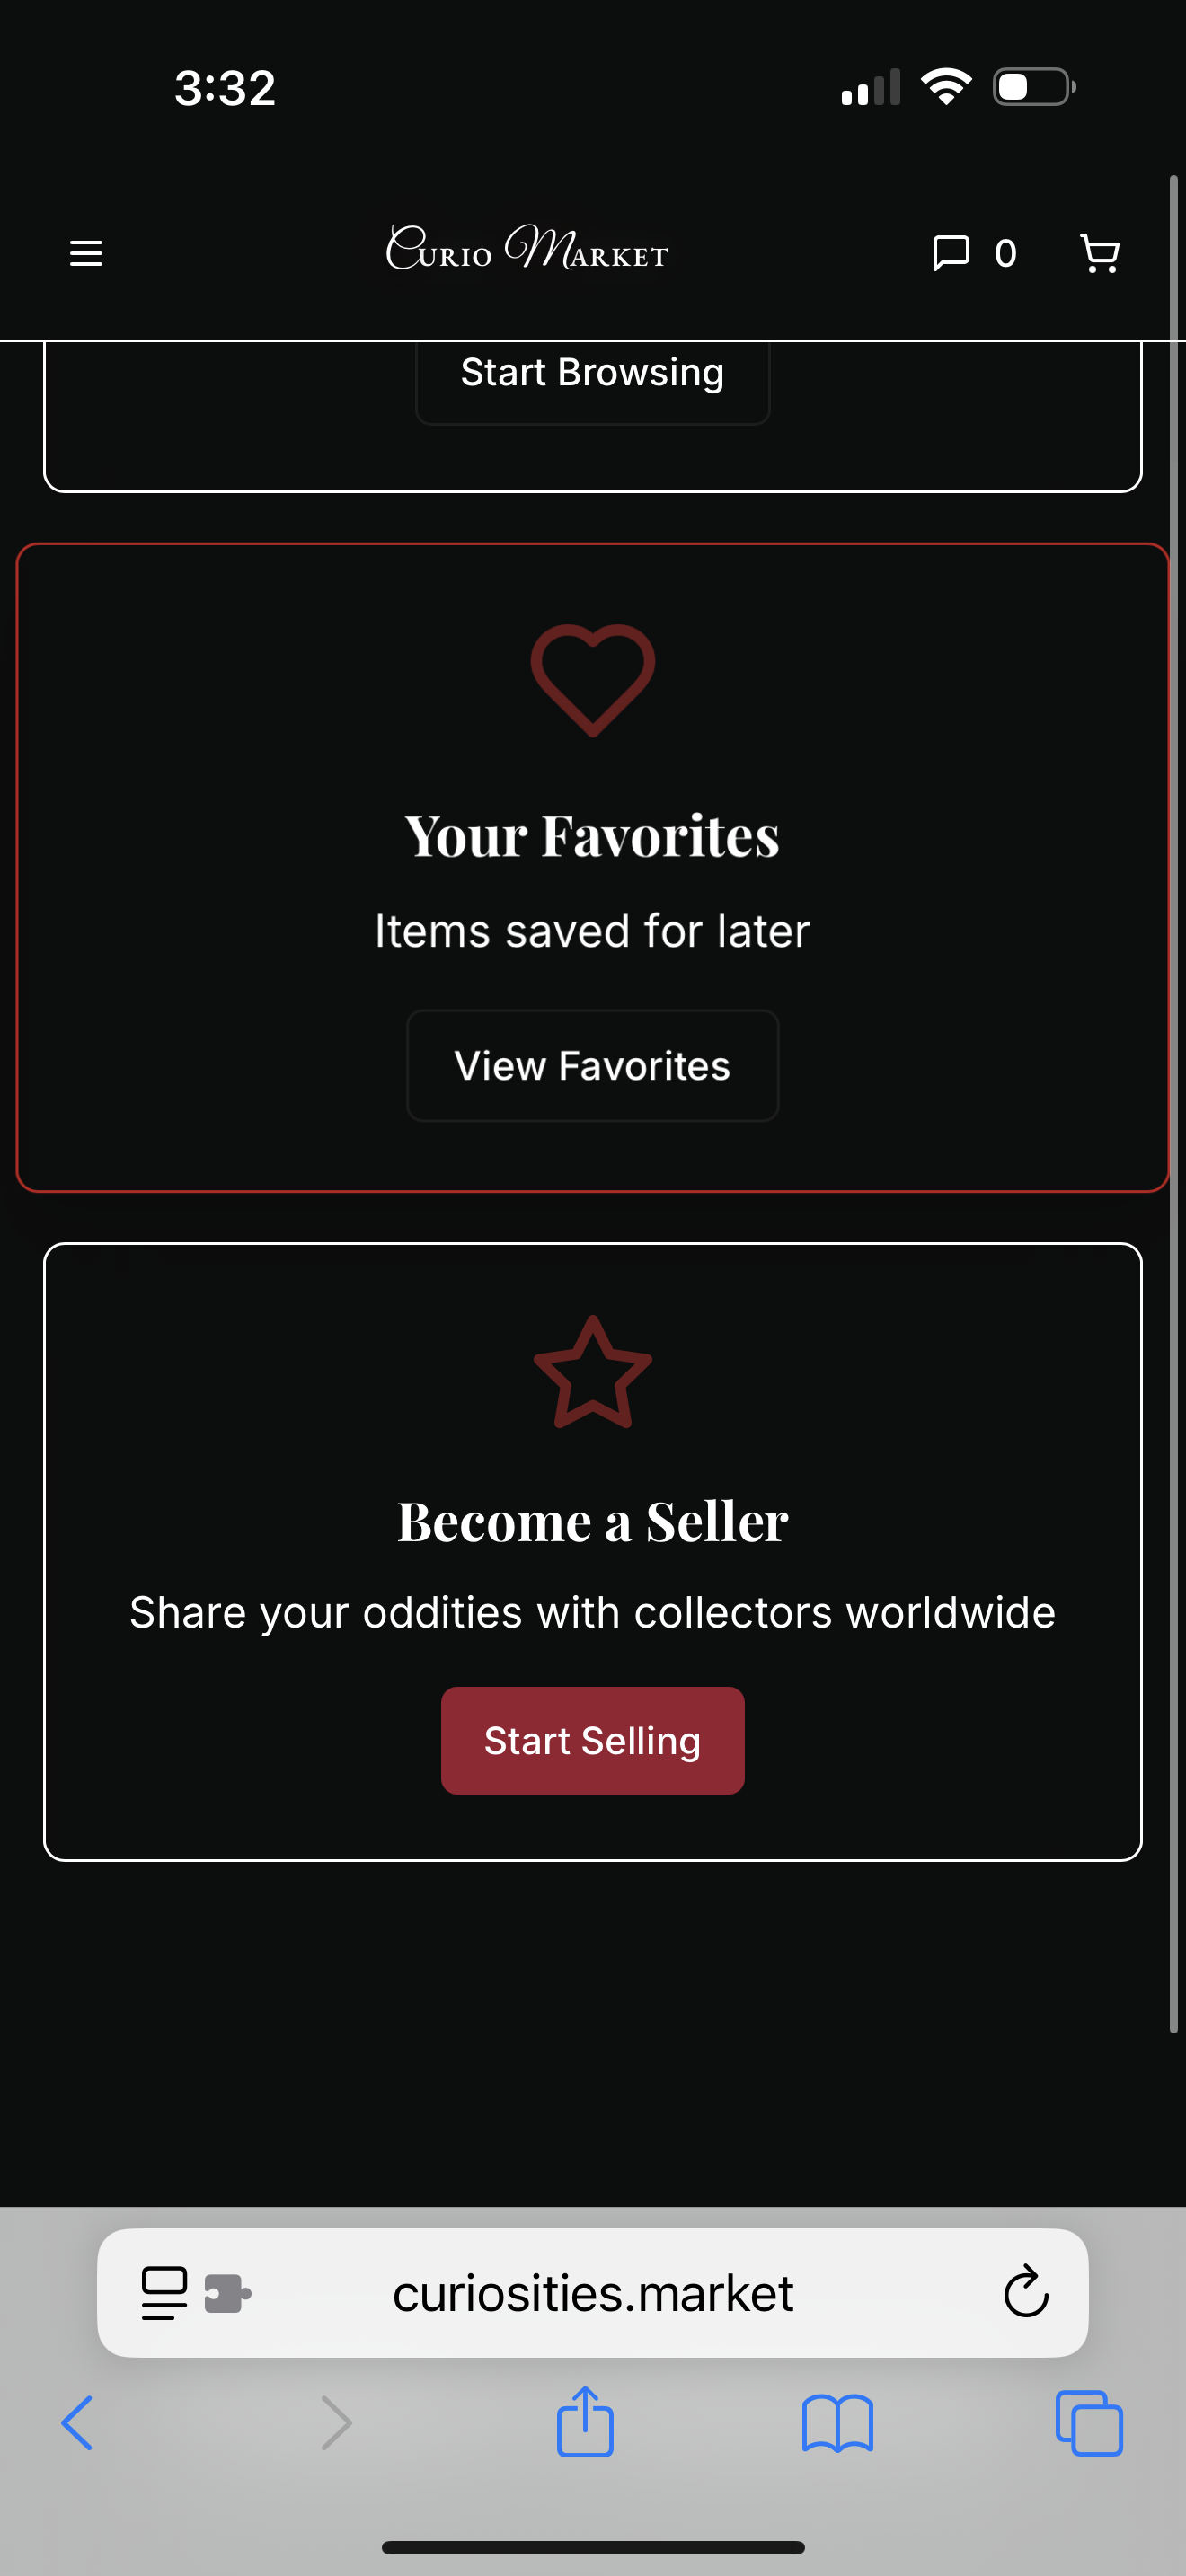 3:32
Curio Market
0
Start Browsing
Your Favorites
Items saved for later
View Favorites
Become a Seller
Share your oddities with collectors worldwide
Start Selling
curiosities.market